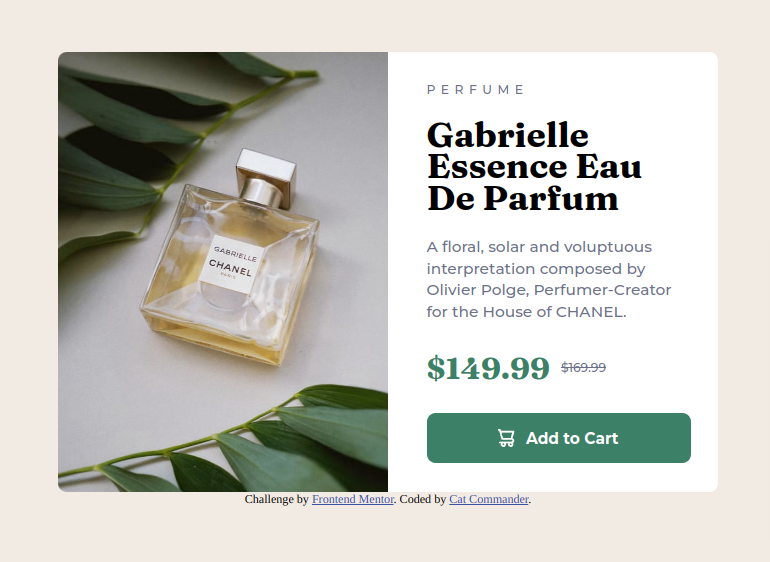 PERFUME
Gabrielle
Essence Eau
De Parfum
A floral, solar and voluptuous
interpretation composed by
Olivier Polge, Perfumer-Creator
for the House of CHANEL.
$149.99 $169.99
Add to Cart
GABRIELLE
CHANEL
PARIS
Challenge by Frontend Mentor. Coded by Cat Commander.